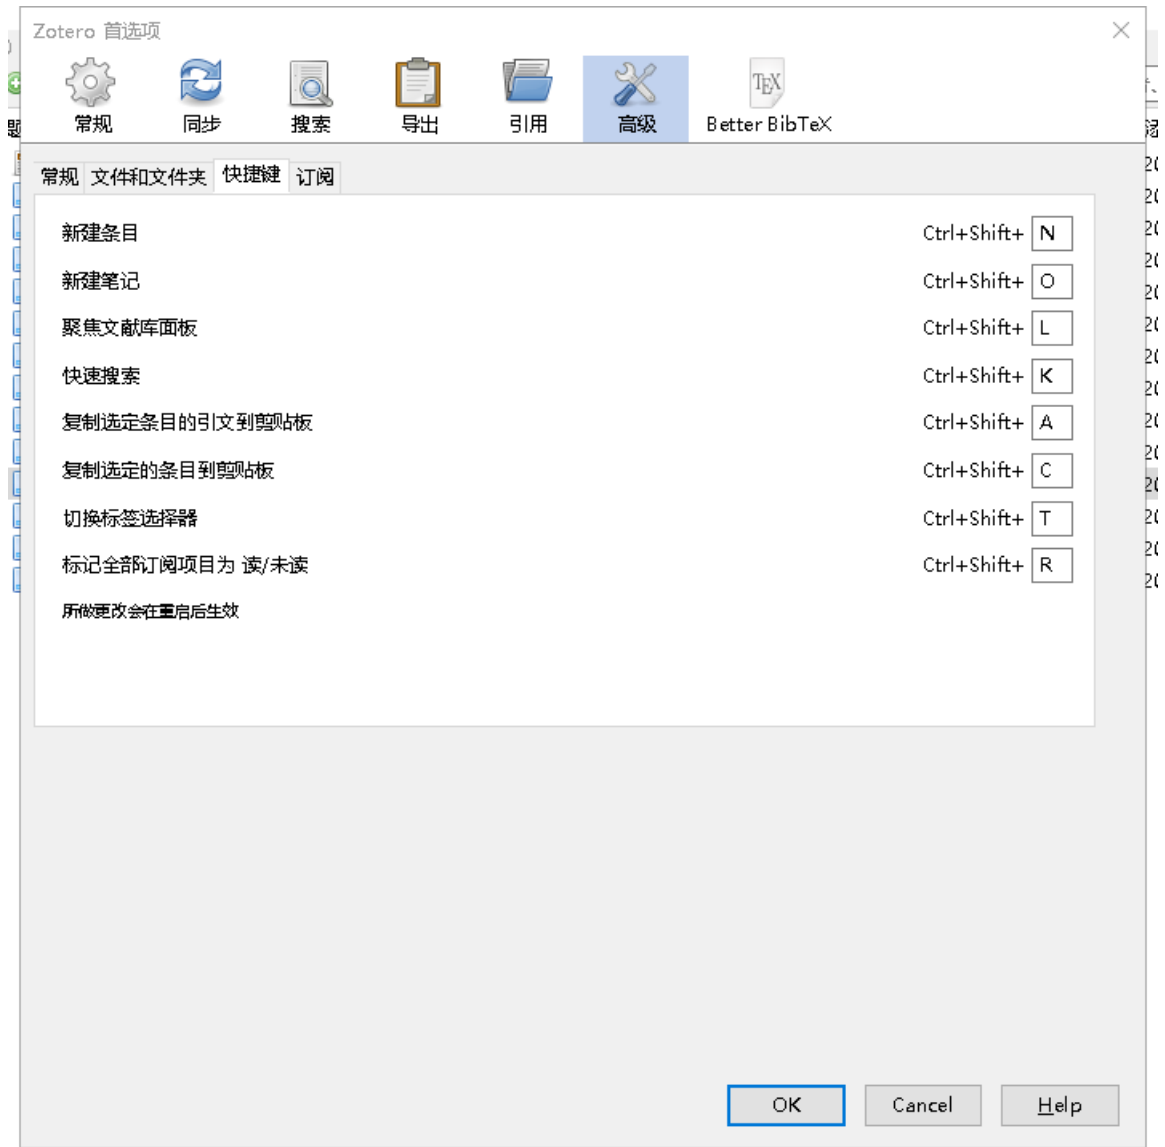 Zotero 首选项
常规 同步 搜索 导出 引用 高级 TEX Better BibTeX
常规 文件和文件夹 快捷键 订阅
新建条目 Ctrl+Shift+ N
新建笔记 Ctrl+Shift+ O
聚焦文献库面板 Ctrl+Shift+ L
快速搜索 Ctrl+Shift+ K
复制选定条目的引文到剪贴板 Ctrl+Shift+ A
复制选定的条目到剪贴板 Ctrl+Shift+ C
切换标签选择器 Ctrl+Shift+ T
标记全部订阅项目为 读/未读 Ctrl+Shift+ R
所做更改会在重启后生效
OK Cancel Help